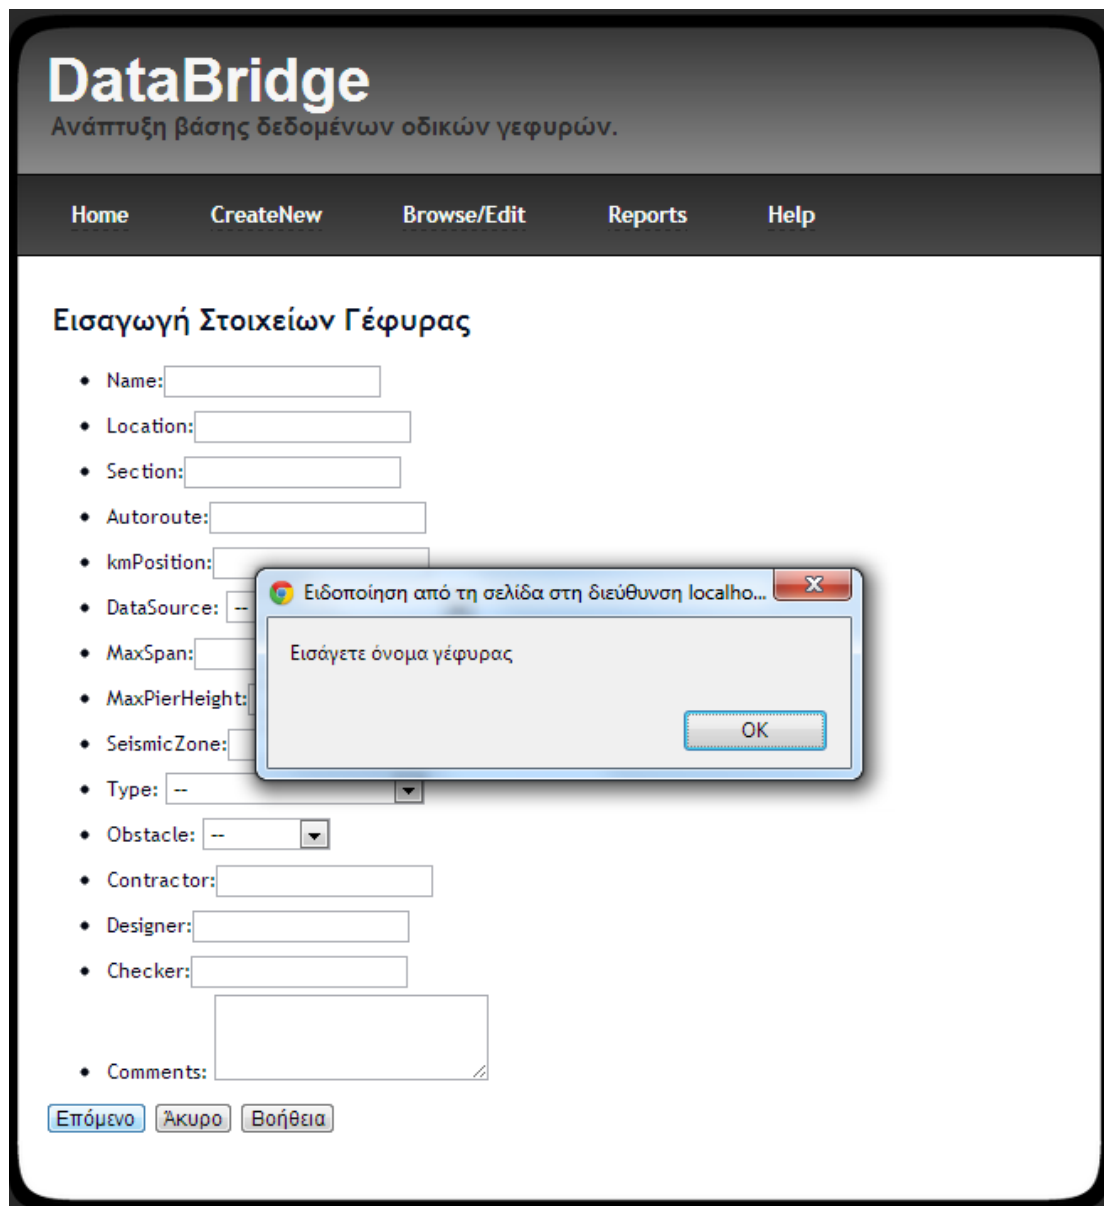 DataBridge
Ανάπτυξη βάσης δεδομένων οδικών γεφυρών.
Home CreateNew Browse/Edit Reports Help
Εισαγωγή Στοιχείων Γέφυρας
Name:
Location:
Section:
Autoroute:
kmPosition:
DataSource: --
MaxSpan:
MaxPierHeight:
SeismicZone:
Type: --
Obstacle: --
Contractor:
Designer:
Checker:
Comments:
Επόμενο Άκυρο Βοήθεια
Ειδοποίηση από τη σελίδα στη διεύθυνση localho...
Εισάγετε όνομα γέφυρας
OK